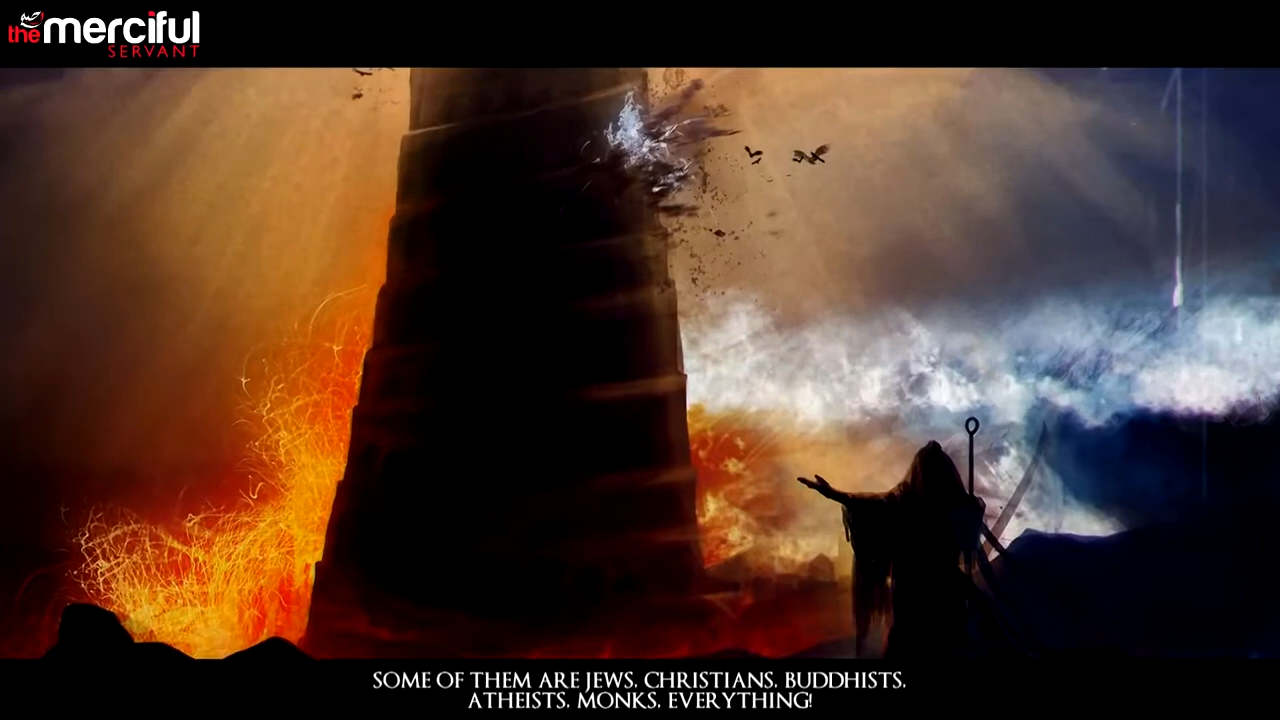 the merciful
SERVANT
SOME OF THEM ARE JEWS, CHRISTIANS, BUDDHISTS,
ATHEISTS, MONKS, EVERYTHING!